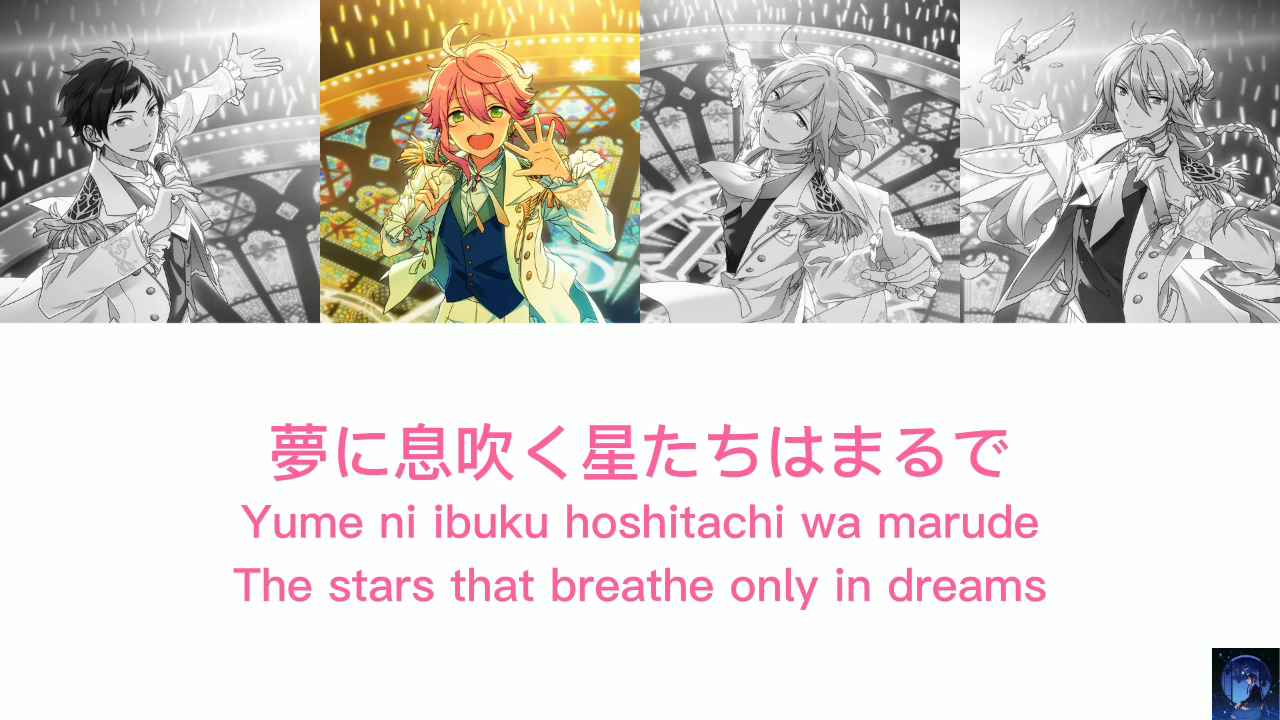 夢に息吹く星たちはまるで
Yume ni ibuku hoshitachi wa marude
The stars that breathe only in dreams